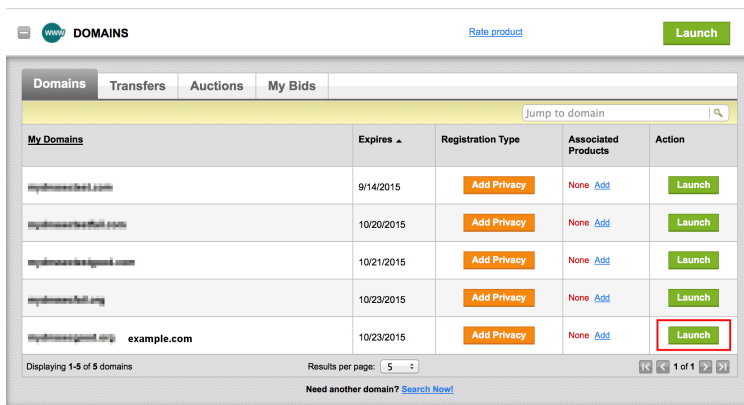 www DOMAINS Rate product Launch
Domains Transfers Auctions My Bids
Jump to domain
My Domains Expires Registration Type Associated Products Action
9/14/2015 Add Privacy None Add Launch
10/20/2015 Add Privacy None Add Launch
10/21/2015 Add Privacy None Add Launch
10/23/2015 Add Privacy None Add Launch
example.com 10/23/2015 Add Privacy None Add Launch
Displaying 1-5 of 5 domains Results per page: 5 1 of 1
Need another domain? Search Now!